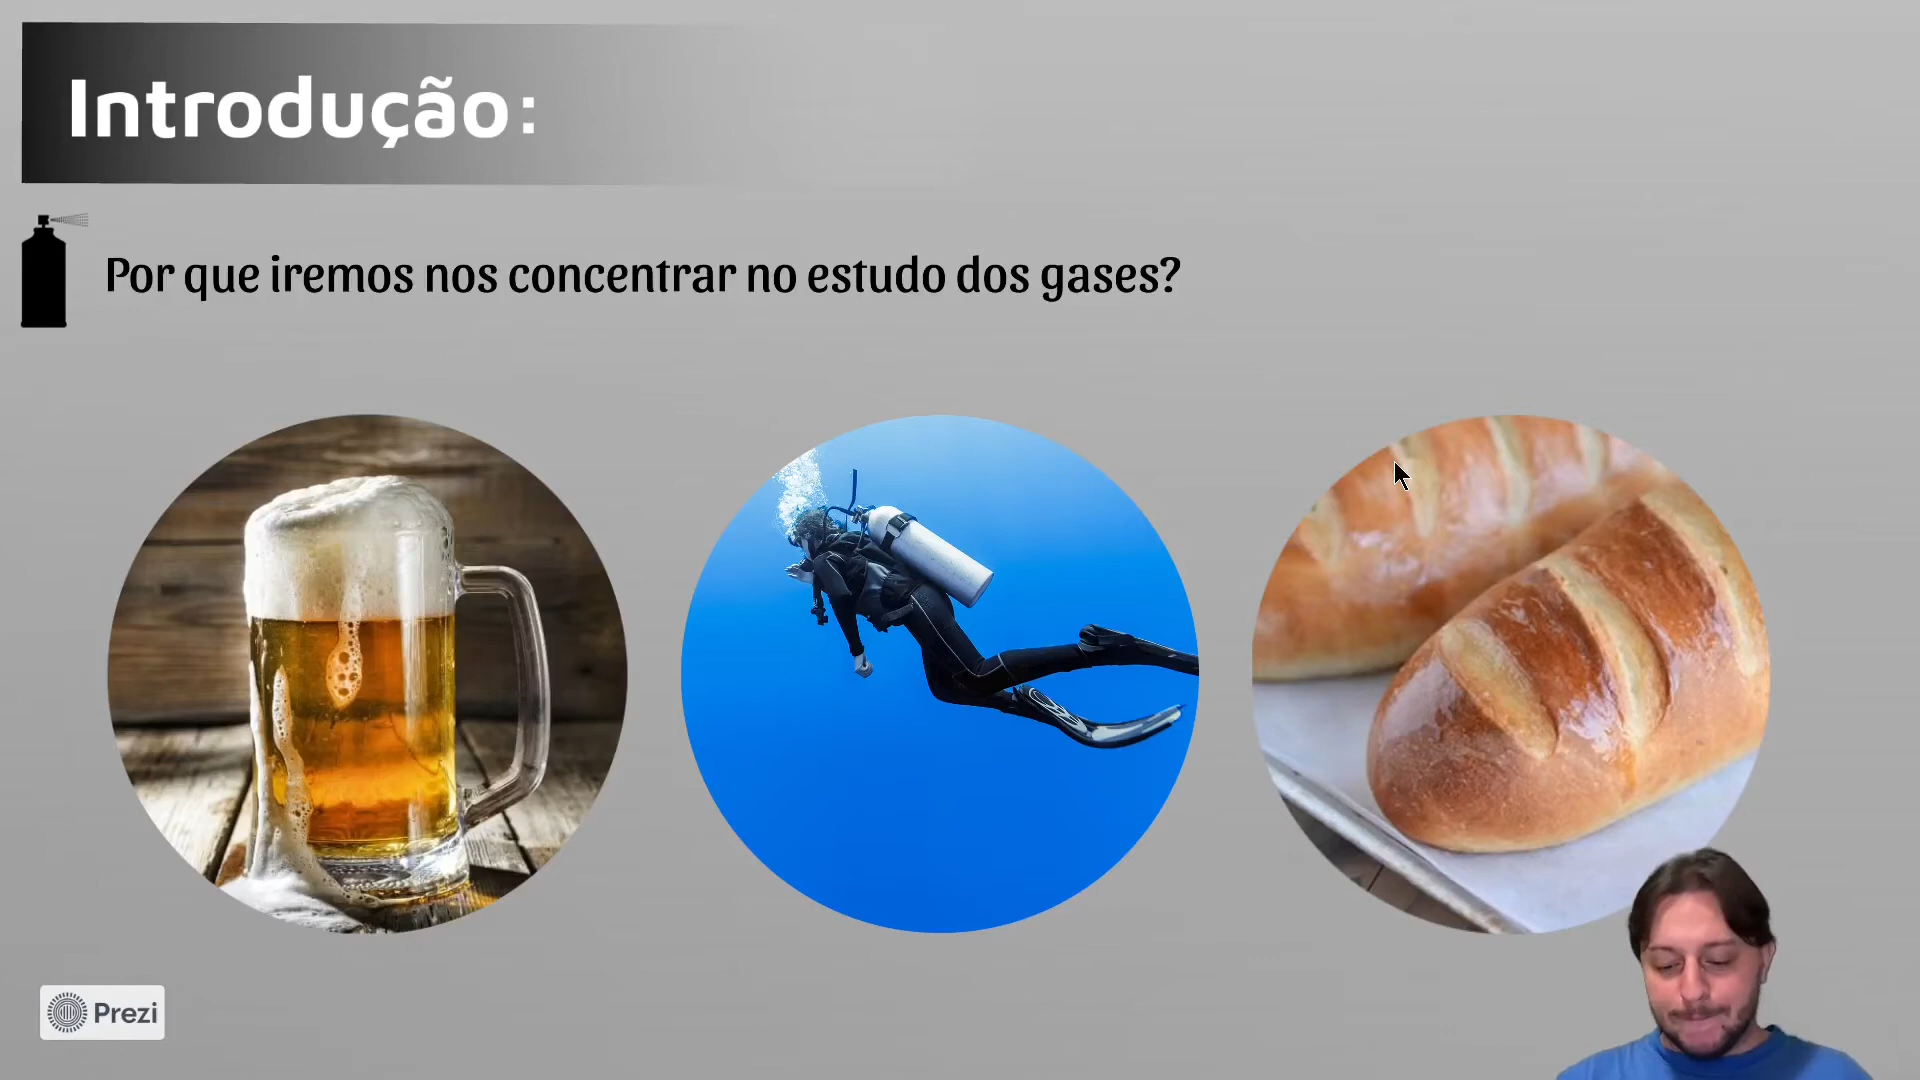 Introdução:
Por que iremos nos concentrar no estudo dos gases?
Prezi